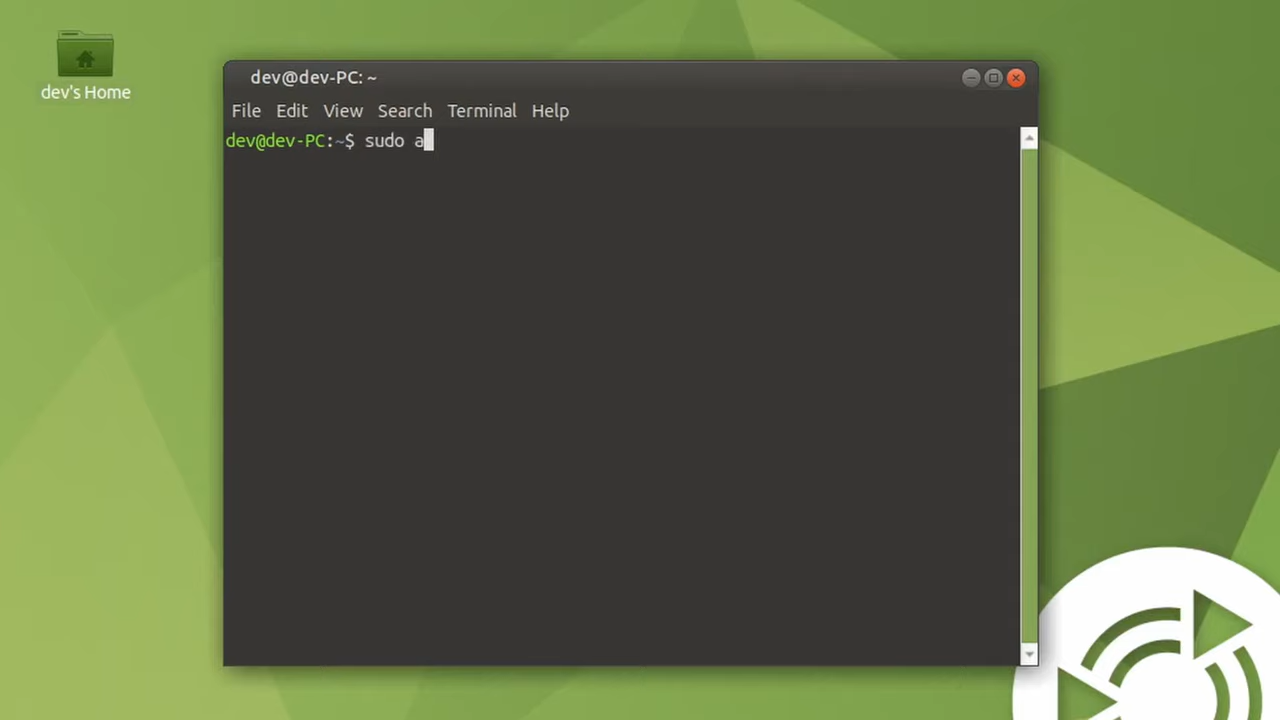 dev's Home
dev@dev-PC: ~
File Edit View Search Terminal Help
dev@dev-PC:~$ sudo a